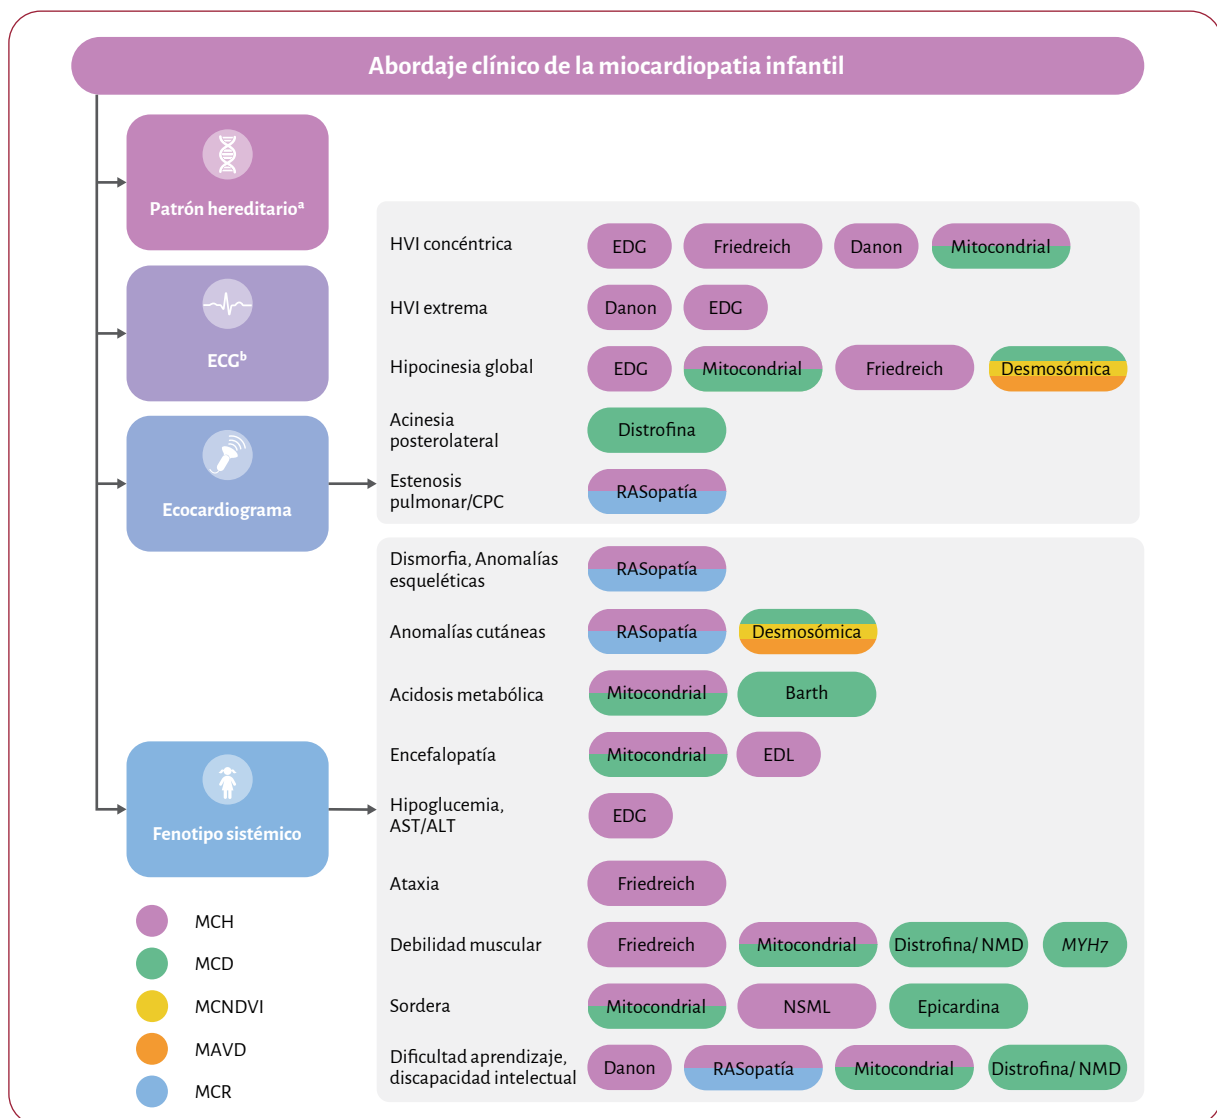 Abordaje clínico de la miocardiopatia infantil
Patrón hereditarioª
ECGᵇ
Ecocardiograma
HVI concéntrica EDG Friedreich Danon Mitocondrial
HVI extrema Danon EDG
Hipocinesia global EDG Mitocondrial Friedreich Desmosómica
Acinesia
posterolateral Distrofina
Estenosis
pulmonar/CPC RASopatía
Fenotipo sistémico
Dismorfia, Anomalías
esqueléticas RASopatía
Anomalías cutáneas RASopatía Desmosómica
Acidosis metabólica Mitocondrial Barth
Encefalopatía Mitocondrial EDL
Hipoglucemia,
AST/ALT EDG
Ataxia Friedreich
Debilidad muscular Friedreich Mitocondrial Distrofina/ NMD MYH7
Sordera Mitocondrial NSML Epicardina
Dificultad aprendizaje,
discapacidad intelectual Danon RASopatía Mitocondrial Distrofina/ NMD
MCH
MCD
MCNDVI
MAVD
MCR